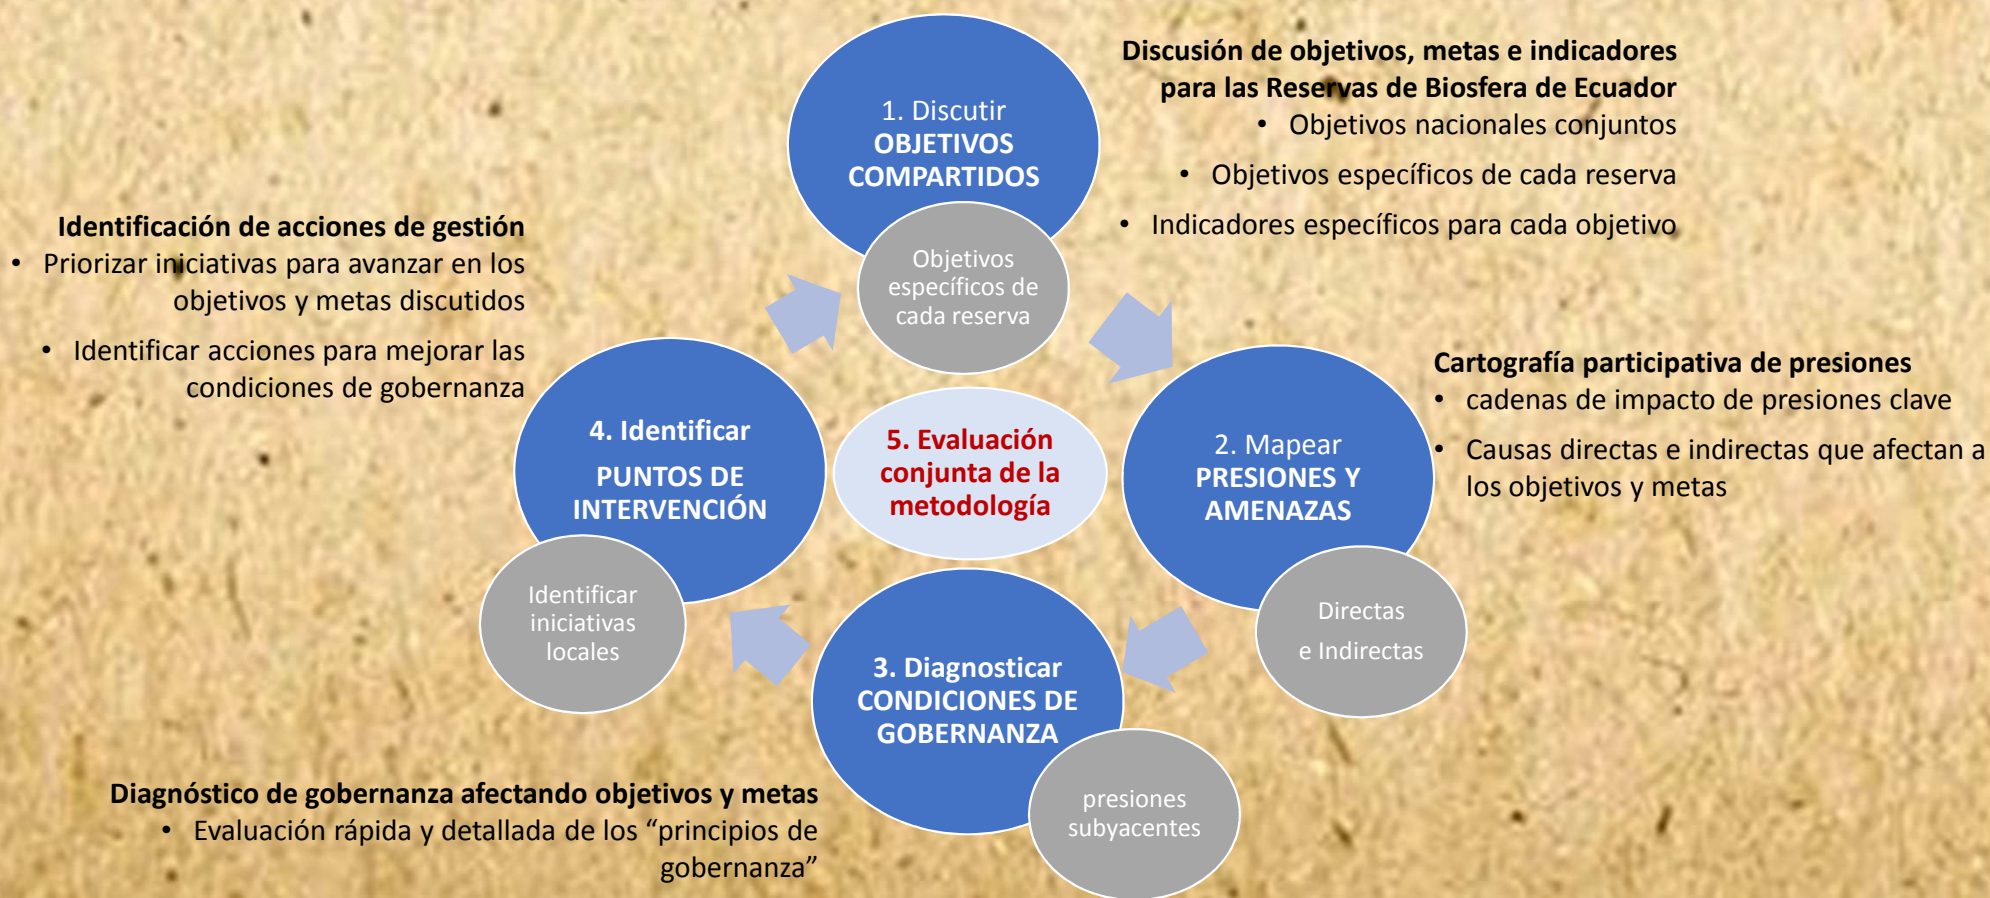 1. Discutir
OBJETIVOS
COMPARTIDOS
Objetivos
específicos de
cada reserva
Discusión de objetivos, metas e indicadores
para las Reservas de Biosfera de Ecuador
• Objetivos nacionales conjuntos
• Objetivos específicos de cada reserva
• Indicadores específicos para cada objetivo
2. Mapear
PRESIONES Y
AMENAZAS
Directas
e Indirectas
Cartografía participativa de presiones
• cadenas de impacto de presiones clave
• Causas directas e indirectas que afectan a
los objetivos y metas
3. Diagnosticar
CONDICIONES DE
GOBERNANZA
presiones
subyacentes
Diagnóstico de gobernanza afectando objetivos y metas
• Evaluación rápida y detallada de los “principios de
gobernanza”
4. Identificar
PUNTOS DE
INTERVENCIÓN
Identificar
iniciativas
locales
Identificación de acciones de gestión
• Priorizar iniciativas para avanzar en los
objetivos y metas discutidos
• Identificar acciones para mejorar las
condiciones de gobernanza
5. Evaluación
conjunta de la
metodología